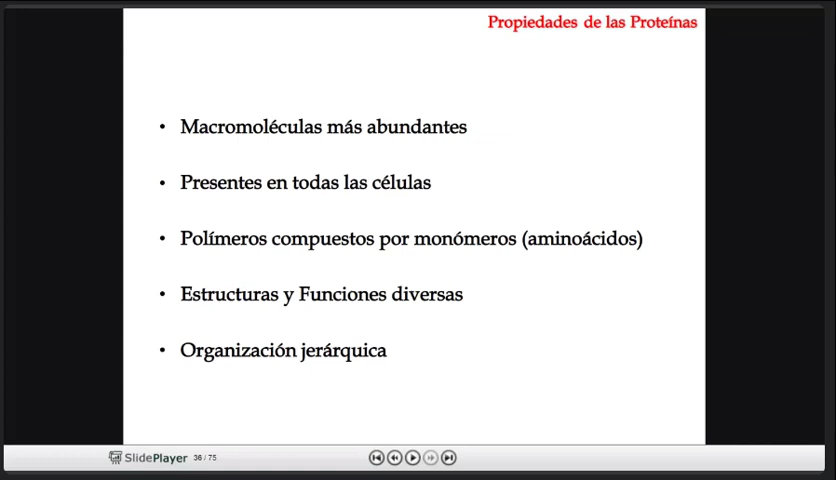 Propiedades de las Proteínas
• Macromoléculas más abundantes
• Presentes en todas las células
• Polímeros compuestos por monómeros (aminoácidos)
• Estructuras y Funciones diversas
• Organización jerárquica
SlidePlayer 36 / 75